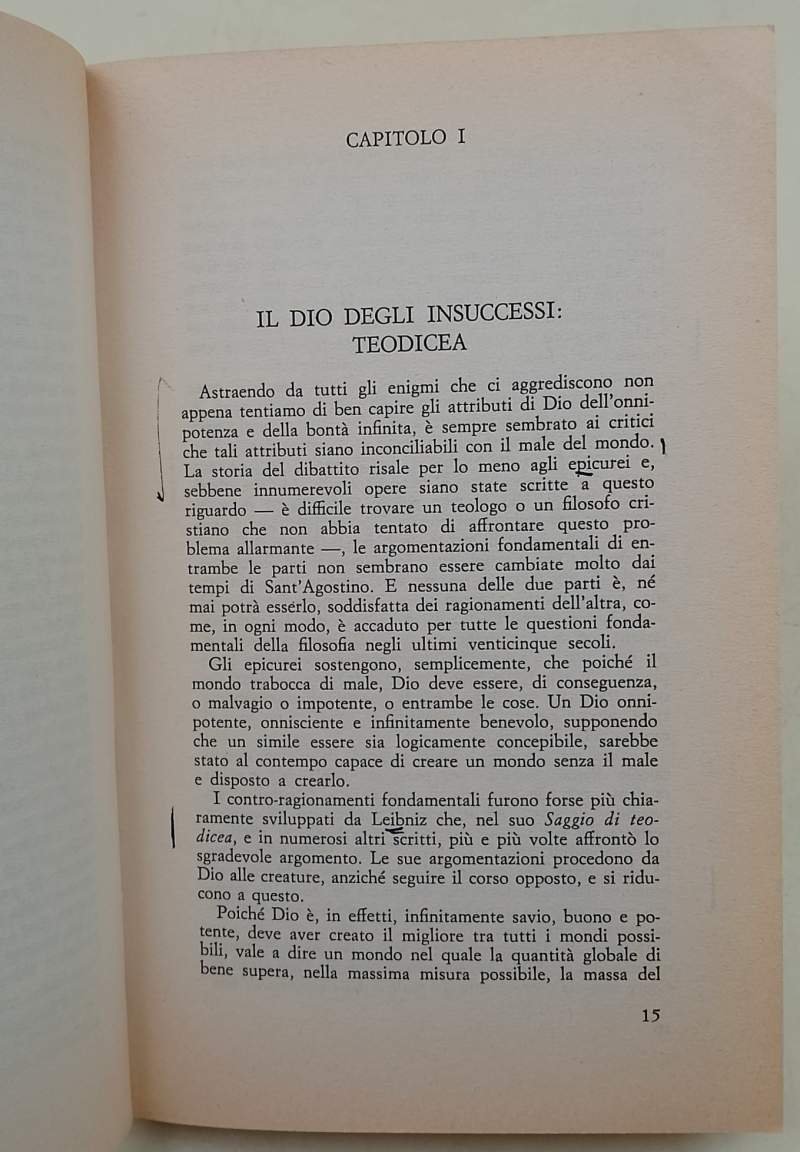 CAPITOLO I
IL DIO DEGLI INSUCCESSI:
TEODICEA
Astraendo da tutti gli enigmi che ci aggrediscono non
appena tentiamo di ben capire gli attributi di Dio dell'onni-
potenza e della bontà infinita, è sempre sembrato ai critici
che tali attributi siano inconciliabili con il male del mondo.
La storia del dibattito risale per lo meno agli epicurei e,
sebbene innumerevoli opere siano state scritte a questo
riguardo — è difficile trovare un teologo o un filosofo cri-
stiano che non abbia tentato di affrontare questo pro-
blema allarmante —, le argomentazioni fondamentali di en-
trambe le parti non sembrano essere cambiate molto dai
tempi di Sant'Agostino. E nessuna delle due parti è, né
mai potrà esserlo, soddisfatta dei ragionamenti dell'altra, co-
me, in ogni modo, è accaduto per tutte le questioni fonda-
mentali della filosofia negli ultimi venticinque secoli.
Gli epicurei sostengono, semplicemente, che poiché il
mondo trabocca di male, Dio deve essere, di conseguenza,
o malvagio o impotente, o entrambe le cose. Un Dio onni-
potente, onnisciente e infinitamente benevolo, supponendo
che un simile essere sia logicamente concepibile, sarebbe
stato al contempo capace di creare un mondo senza il male
e disposto a crearlo.
I contro-ragionamenti fondamentali furono forse più chia-
ramente sviluppati da Leibniz che, nel suo Saggio di teo-
dicea, e in numerosi altri scritti, più e più volte affrontò lo
sgradevole argomento. Le sue argomentazioni procedono da
Dio alle creature, anziché seguire il corso opposto, e si ridu-
cono a questo.
Poiché Dio è, in effetti, infinitamente savio, buono e po-
tente, deve aver creato il migliore tra tutti i mondi possi-
bili, vale a dire un mondo nel quale la quantità globale di
bene supera, nella massima misura possibile, la massa del
15